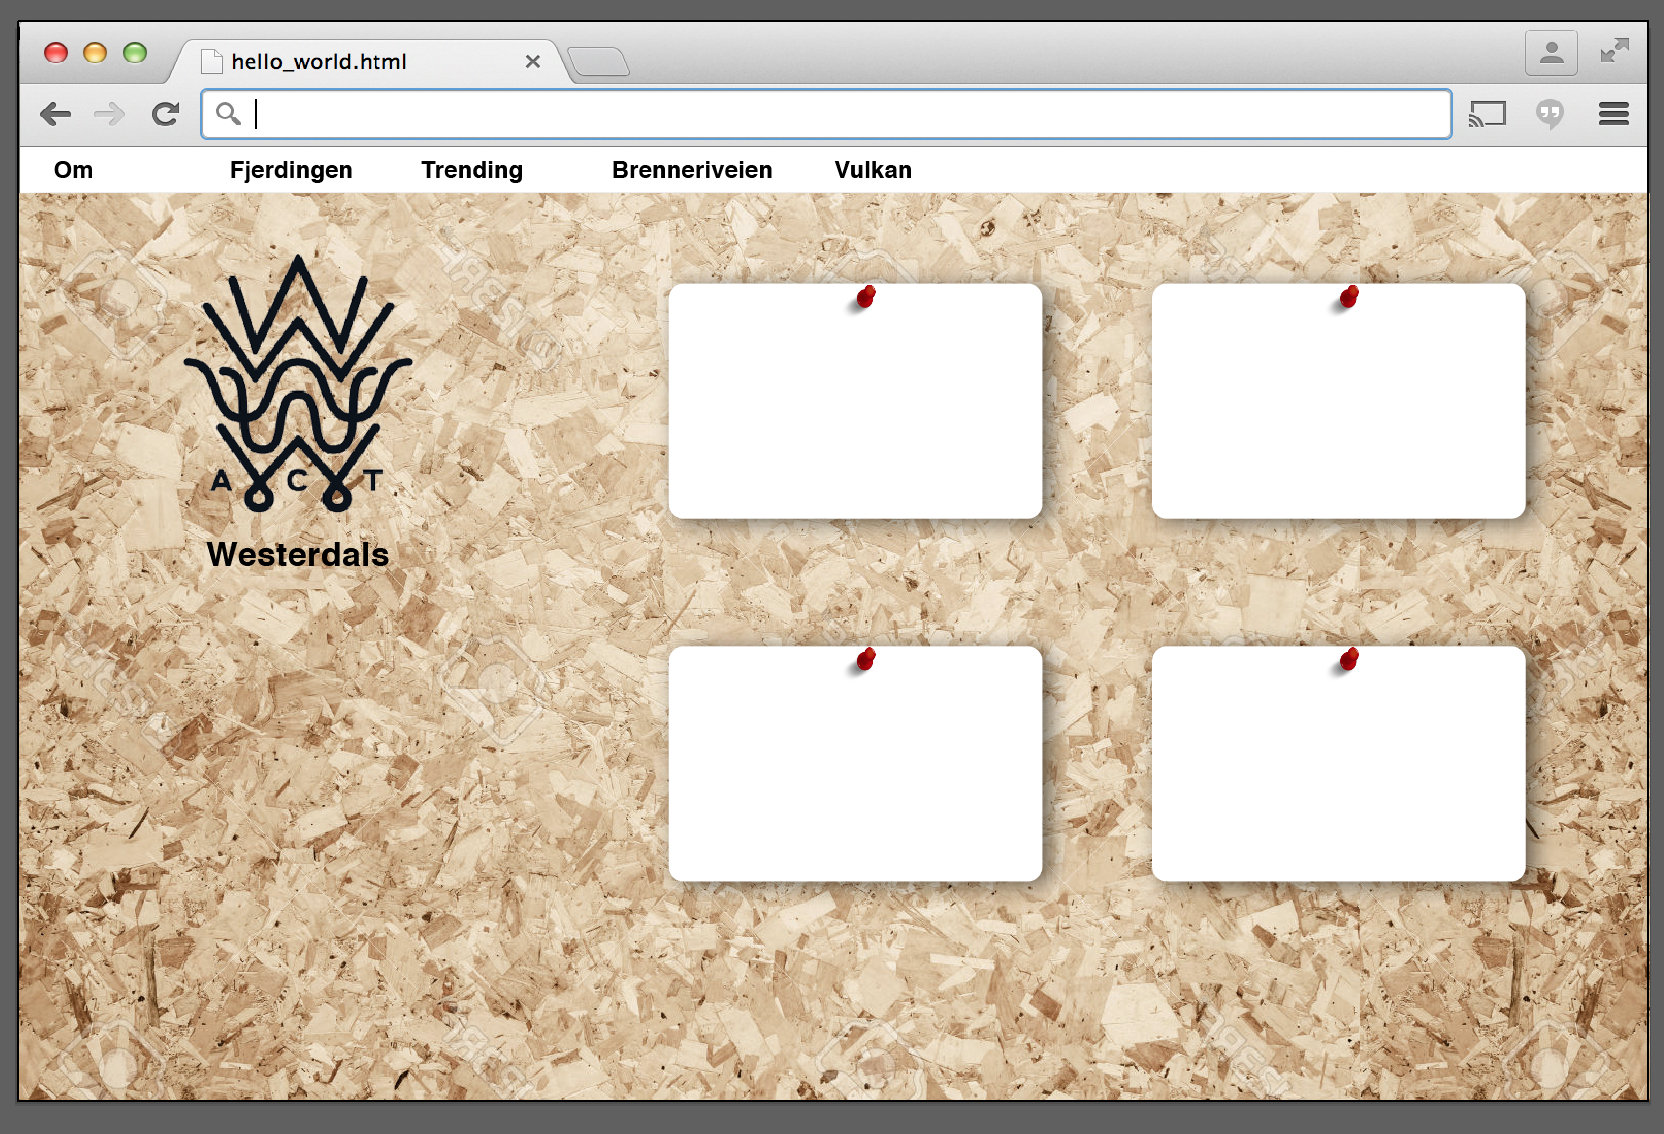 hello_world.html
Om Fjerdingen Trending Brenneriveien Vulkan
A C T
Westerdals